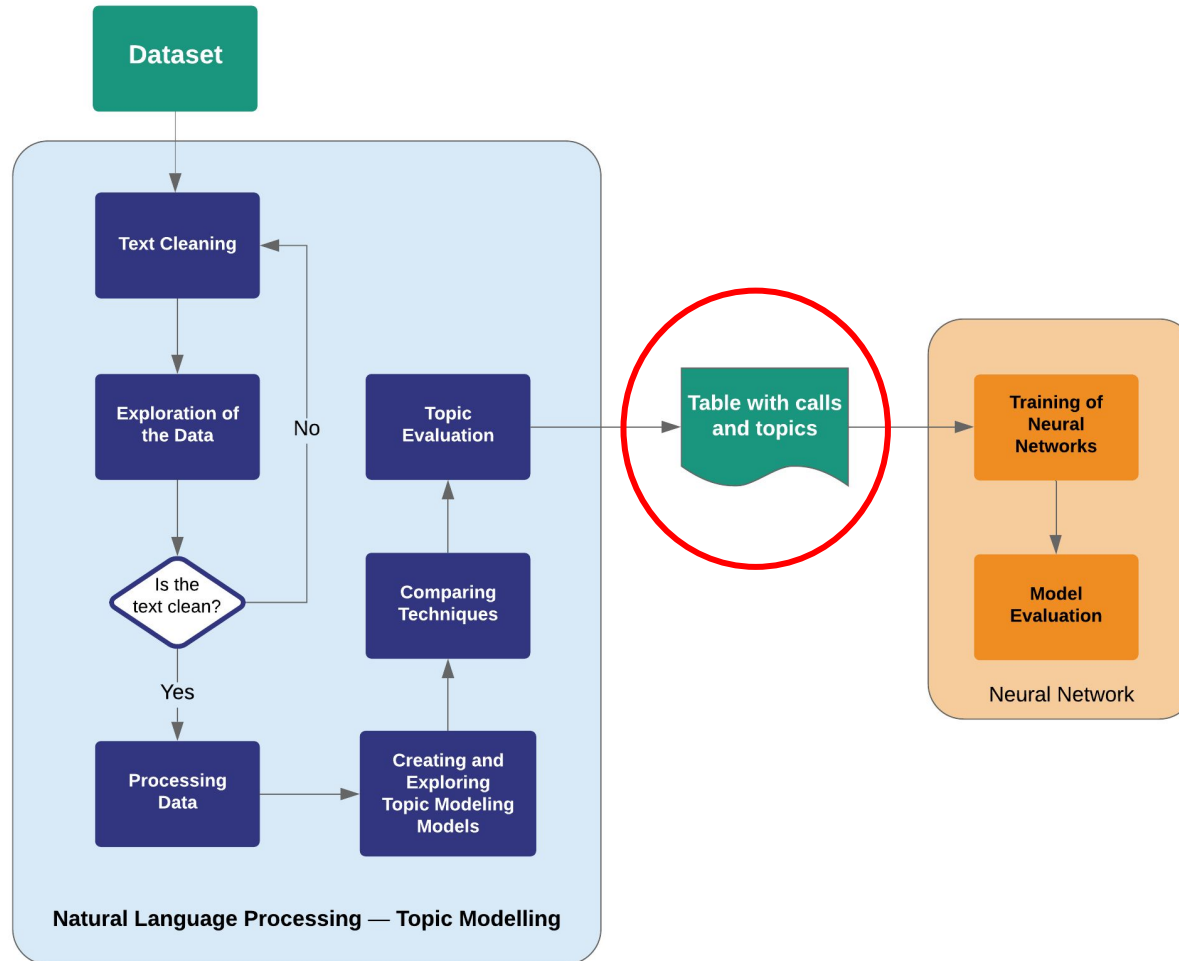 Dataset
Text Cleaning
Exploration of
the Data
No
Is the
text clean?
Yes
Processing
Data
Creating and
Exploring
Topic Modeling
Models
Comparing
Techniques
Topic
Evaluation
Natural Language Processing — Topic Modelling
Table with calls
and topics
Training of
Neural
Networks
Model
Evaluation
Neural Network